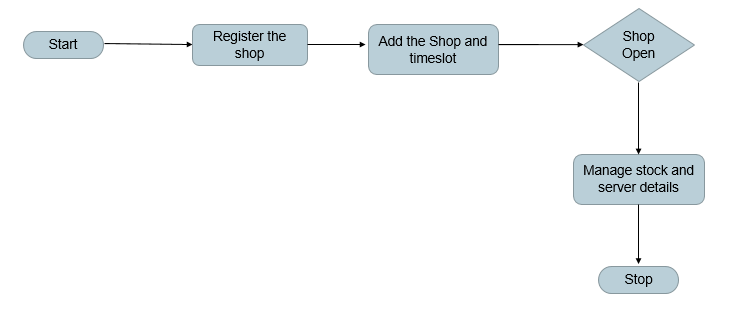 Start
Register the
shop
Add the Shop and
timeslot
Shop
Open
Manage stock and
server details
Stop